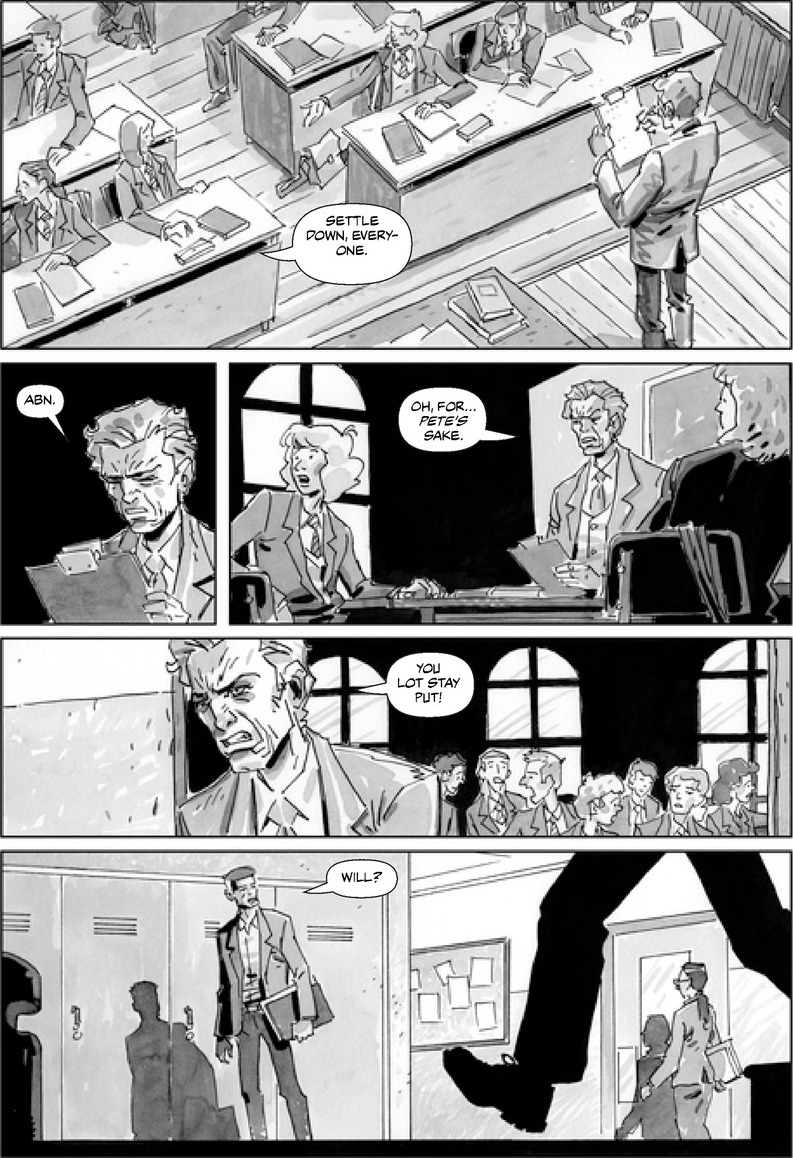 SETTLE
DOWN, EVERY-
ONE.
ABN.
OH, FOR...
PETE'S
SAKE.
YOU
LOT STAY
PUT!
WILL?